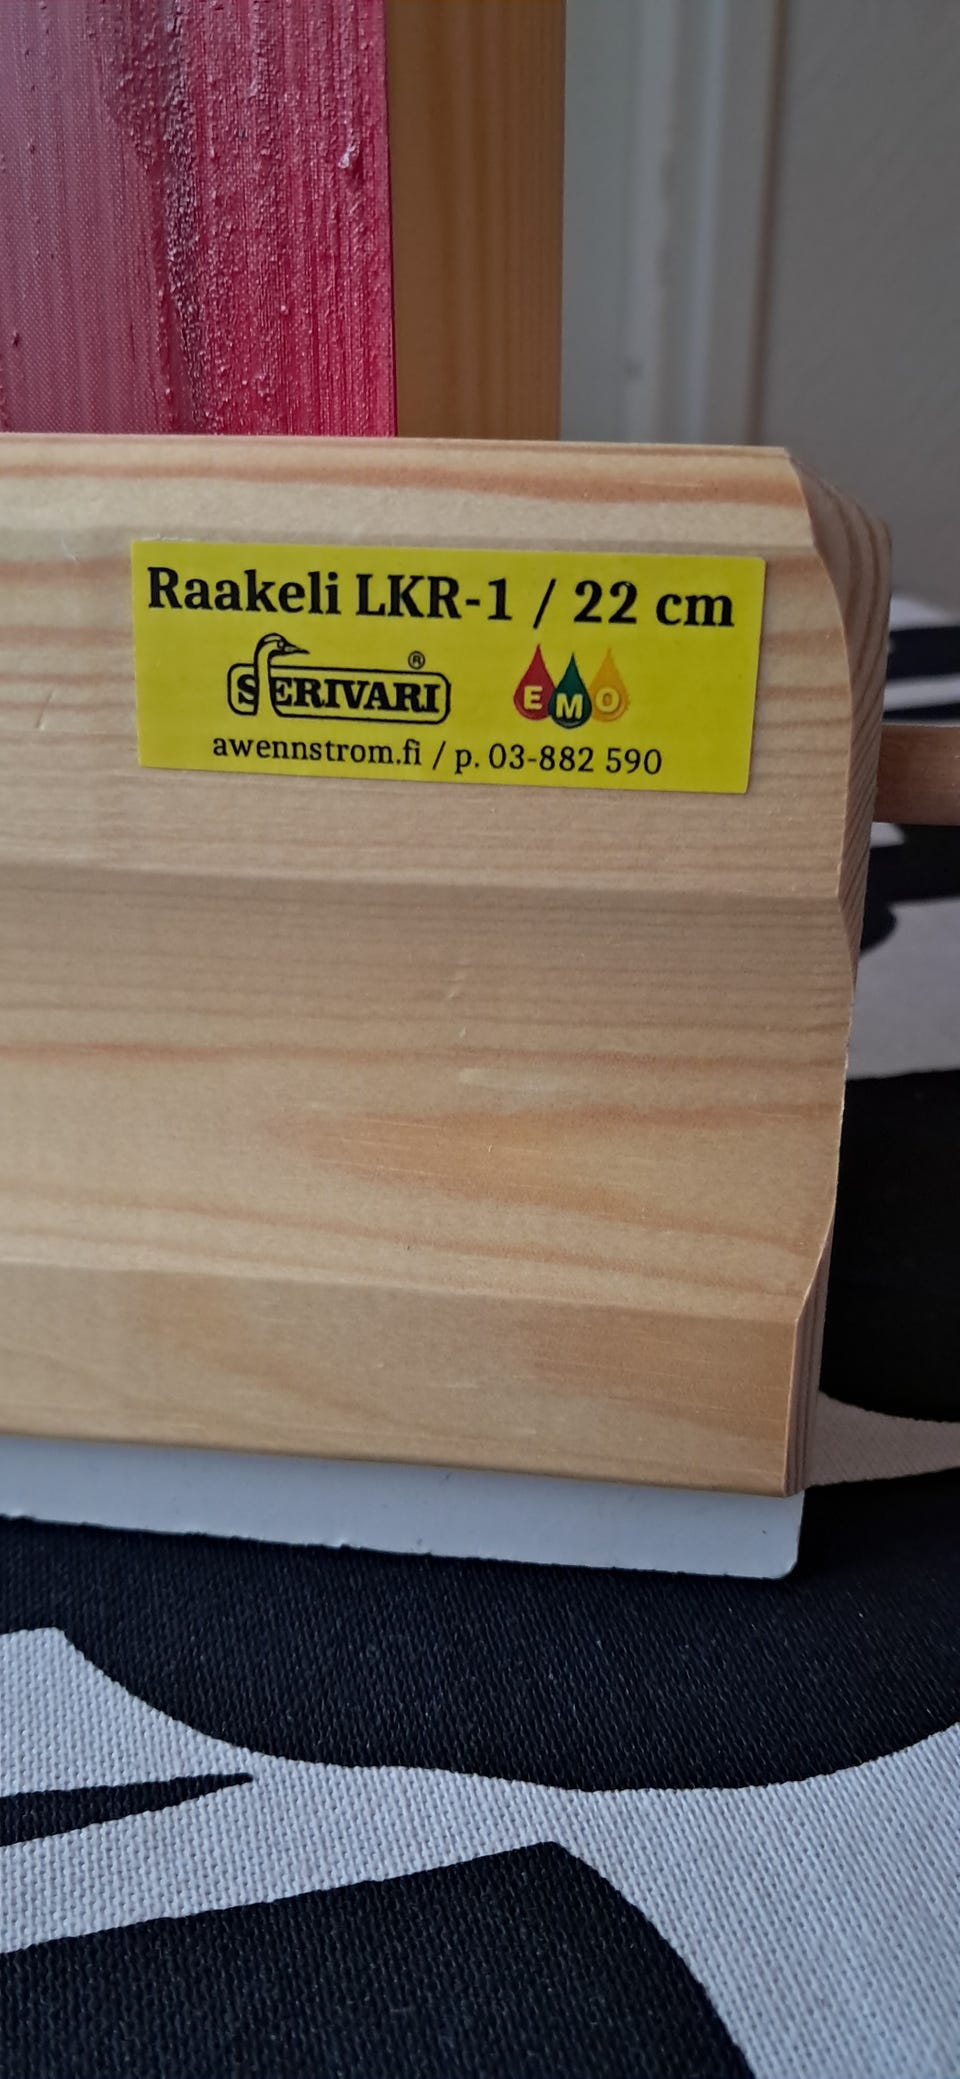 Raakeli LKR-1 / 22 cm
SERIVARI® EMO
awennstrom.fi / p. 03-882 590